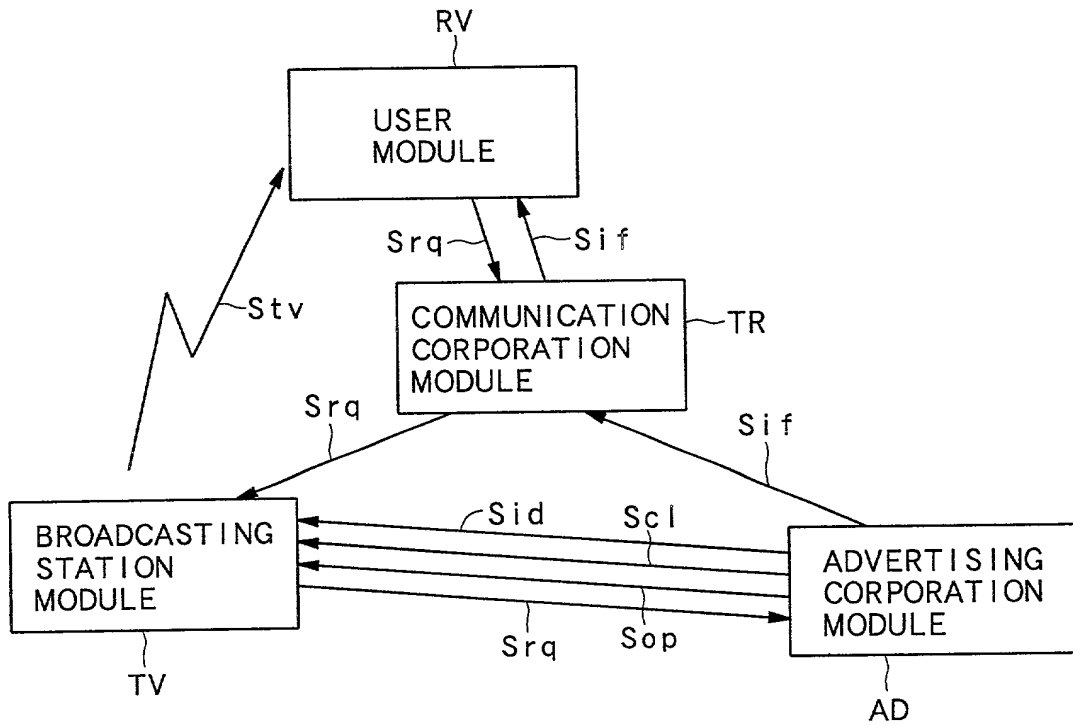 RV
USER
MODULE
Srq
Sif
Stv
COMMUNICATION
CORPORATION
MODULE
TR
Srq
Sif
BROADCASTING
STATION
MODULE
Sid
Scl
ADVERTISING
CORPORATION
MODULE
Srq
Sop
TV
AD